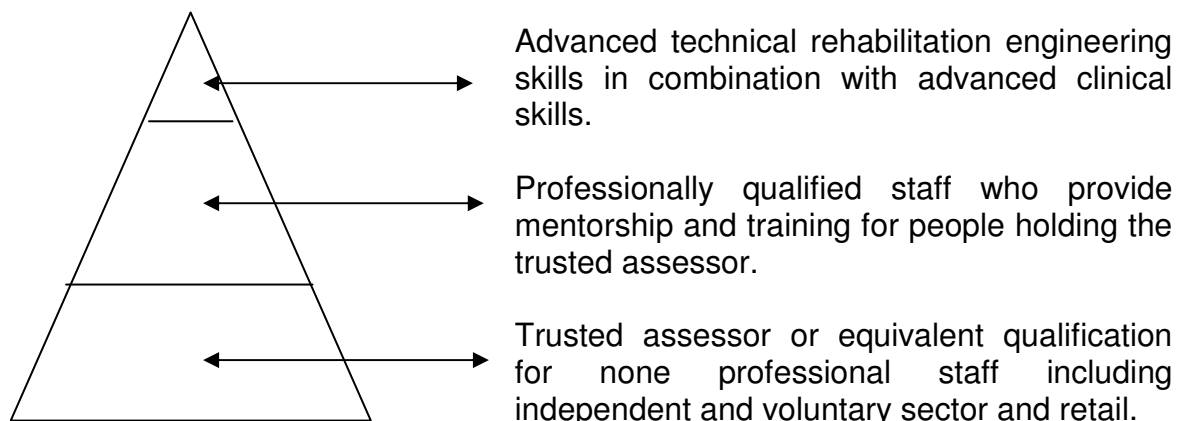 Advanced technical rehabilitation engineering
skills in combination with advanced clinical
skills.
Professionally qualified staff who provide
mentorship and training for people holding the
trusted assessor.
Trusted assessor or equivalent qualification
for none professional staff including
independent and voluntary sector and retail.